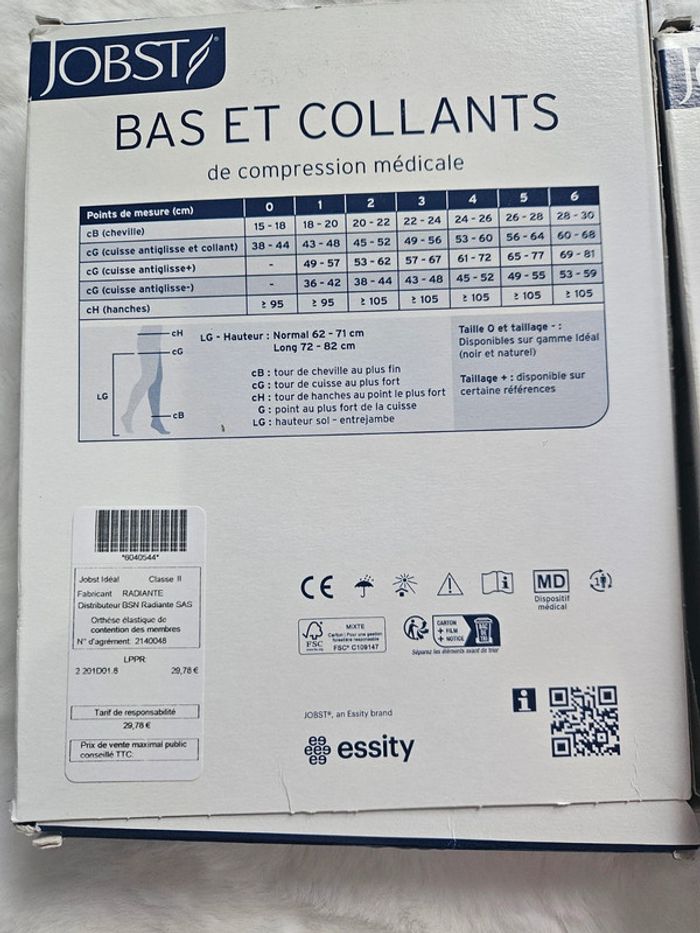 JOBST
BAS ET COLLANTS
de compression médicale
Points de mesure (cm) 0 1 2 3 4 5 6
cB (cheville) 15 - 18 18 - 20 20 - 22 22 - 24 24 - 26 26 - 28 28 - 30
cG (cuisse antiglisse et collant) 38 - 44 43 - 48 45 - 52 49 - 56 53 - 60 56 - 64 60 - 68
cG (cuisse antiglisse+) - 49 - 57 53 - 62 57 - 67 61 - 72 65 - 77 69 - 81
cG (cuisse antiglisse-) - 36 - 42 38 - 44 43 - 48 45 - 52 49 - 55 53 - 59
cH (hanches) ≥ 95 ≥ 95 ≥ 105 ≥ 105 ≥ 105 ≥ 105 ≥ 105
cH
cG
LG
cB
LG - Hauteur : Normal 62 - 71 cm
Long 72 - 82 cm
cB : tour de cheville au plus fin
cG : tour de cuisse au plus fort
cH : tour de hanches au point le plus fort
G : point au plus fort de la cuisse
LG : hauteur sol - entrejambe
Taille 0 et taillage - :
Disponibles sur gamme Idéal
(noir et naturel)
Taillage + : disponible sur
certaine références
*6040544*
Jobst Idéal Classe II
Fabricant RADIANTE
Distributeur BSN Radiante SAS
Orthèse élastique de
contention des membres
N° d'agrément: 2140048
LPPR
2 201D01.8 29,78 €
Tarif de responsabilité
29,78 €
Prix de vente maximal public
conseillé TTC:
CE
MD
Dispositif
médical
FSC
MIXTE
FSC® C109147
CARTON
+ FILM
+ NOTICE
Séparez les éléments avant de trier
JOBST®, an Essity brand
essity